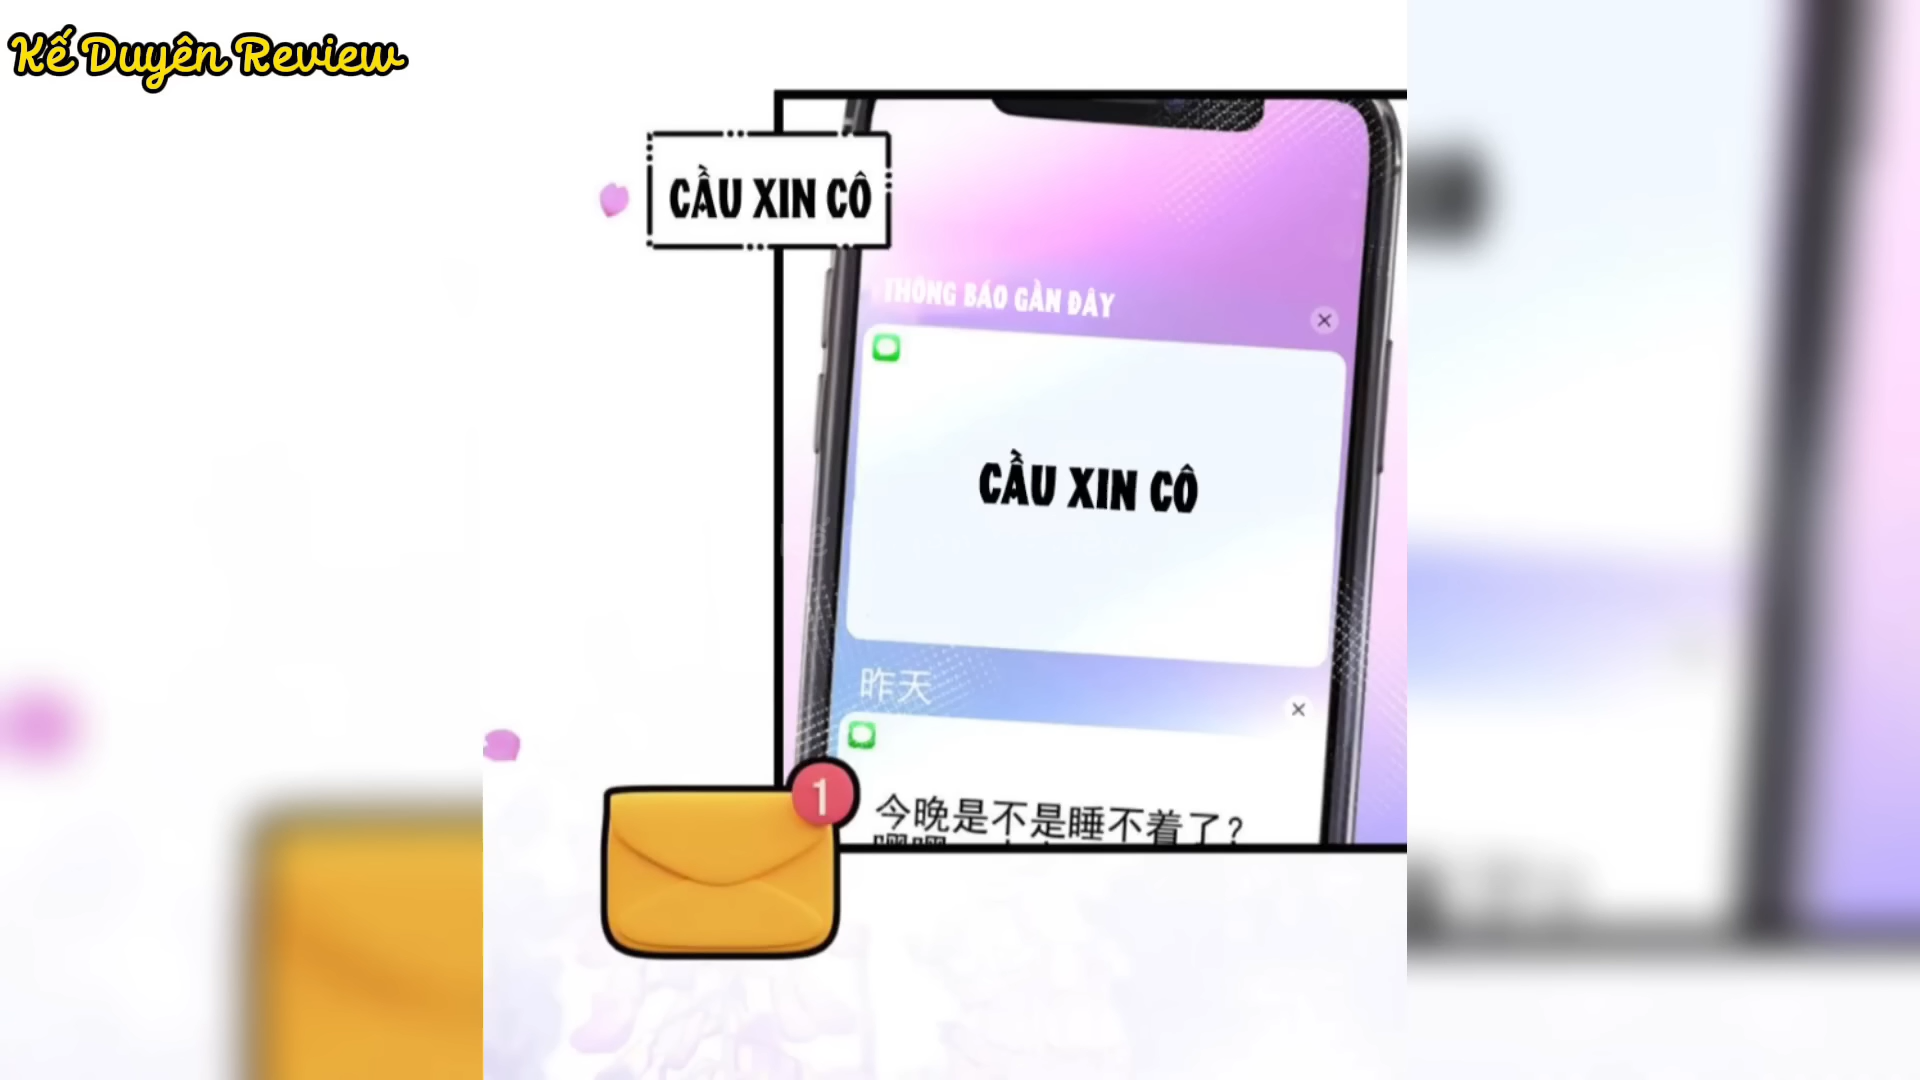 Kế Duyên Review
CẦU XIN CÔ
THÔNG BÁO GẦN ĐÂY
CẦU XIN CÔ
昨天
1
今晚是不是睡不着了?